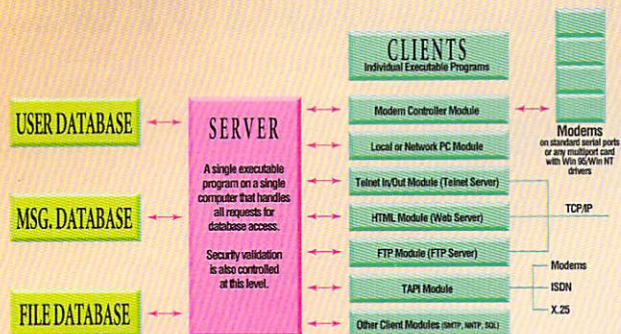 CLIENTS
Individual Executable Programs
USER DATABASE
MSG. DATABASE
FILE DATABASE
SERVER
A single executable
program on a single
computer that handles
all requests for
database access.
Security validation
is also controlled
at this level.
Modem Controller Module
Local or Network PC Module
Telnet In/Out Module (Telnet Server)
HTML Module (Web Server)
FTP Module (FTP Server)
TAPI Module
Other Client Modules (SMTP, NNTP, SQL)
Modems
on standard serial ports
or any multiport card
with Win 95/Win NT
drivers
TCP/IP
Modems
ISDN
X.25